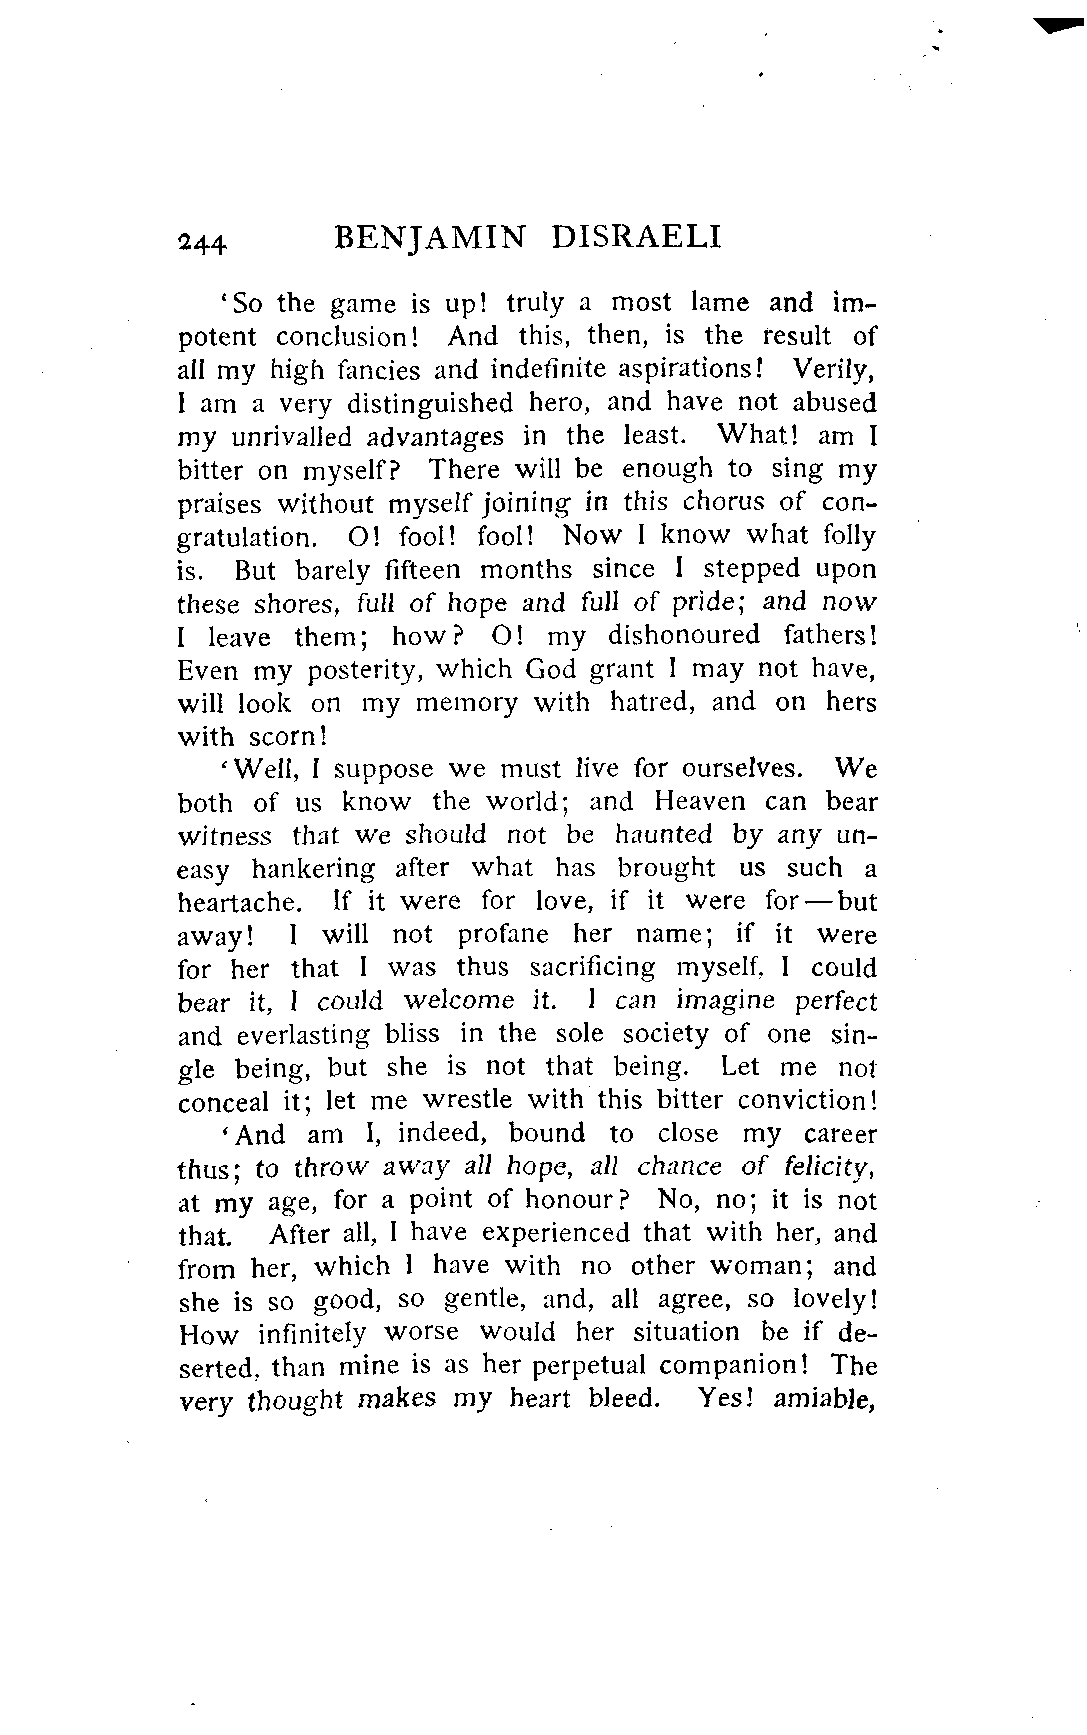 244 BENJAMIN DISRAELI
‘So the game is up! truly a most lame and im-
potent conclusion! And this, then, is the result of
all my high fancies and indefinite aspirations! Verily,
I am a very distinguished hero, and have not abused
my unrivalled advantages in the least. What! am I
bitter on myself? There will be enough to sing my
praises without myself joining in this chorus of con-
gratulation. O! fool! fool! Now I know what folly
is. But barely fifteen months since I stepped upon
these shores, full of hope and full of pride; and now
I leave them; how? O! my dishonoured fathers!
Even my posterity, which God grant I may not have,
will look on my memory with hatred, and on hers
with scorn!
‘Well, I suppose we must live for ourselves. We
both of us know the world; and Heaven can bear
witness that we should not be haunted by any un-
easy hankering after what has brought us such a
heartache. If it were for love, if it were for—but
away! I will not profane her name; if it were
for her that I was thus sacrificing myself, I could
bear it, I could welcome it. I can imagine perfect
and everlasting bliss in the sole society of one sin-
gle being, but she is not that being. Let me not
conceal it; let me wrestle with this bitter conviction!
‘And am I, indeed, bound to close my career
thus; to throw away all hope, all chance of felicity,
at my age, for a point of honour? No, no; it is not
that. After all, I have experienced that with her, and
from her, which I have with no other woman; and
she is so good, so gentle, and, all agree, so lovely!
How infinitely worse would her situation be if de-
serted, than mine is as her perpetual companion! The
very thought makes my heart bleed. Yes! amiable,